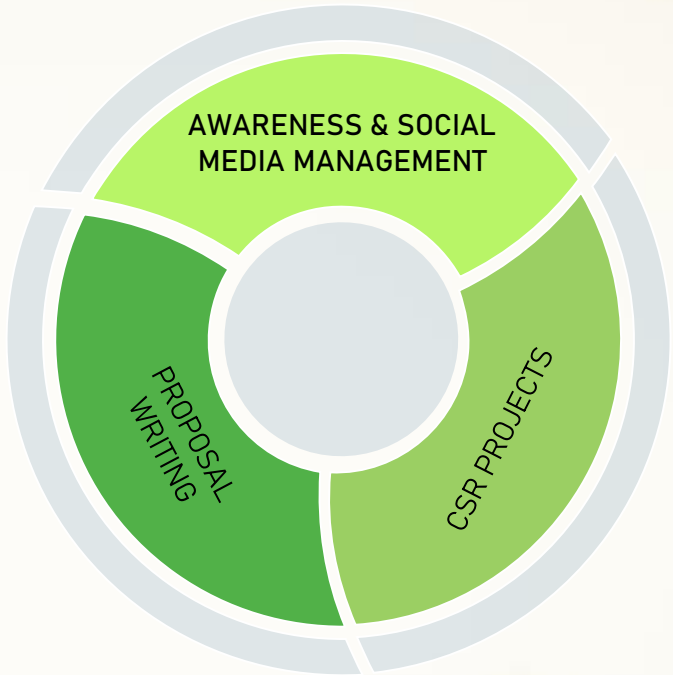 AWARENESS & SOCIAL
MEDIA MANAGEMENT
PROPOSAL
WRITING
CSR PROJECTS